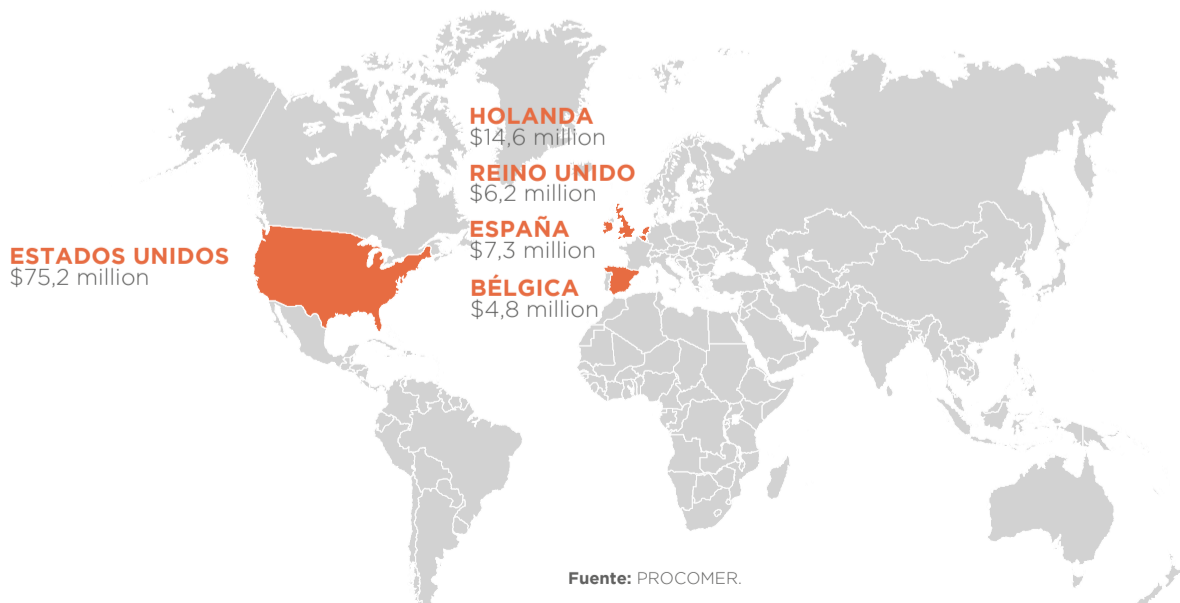 HOLANDA
$14,6 million
REINO UNIDO
$6,2 million
ESPAÑA
$7,3 million
ESTADOS UNIDOS
$75,2 million
BÉLGICA
$4,8 million
Fuente: PROCOMER.